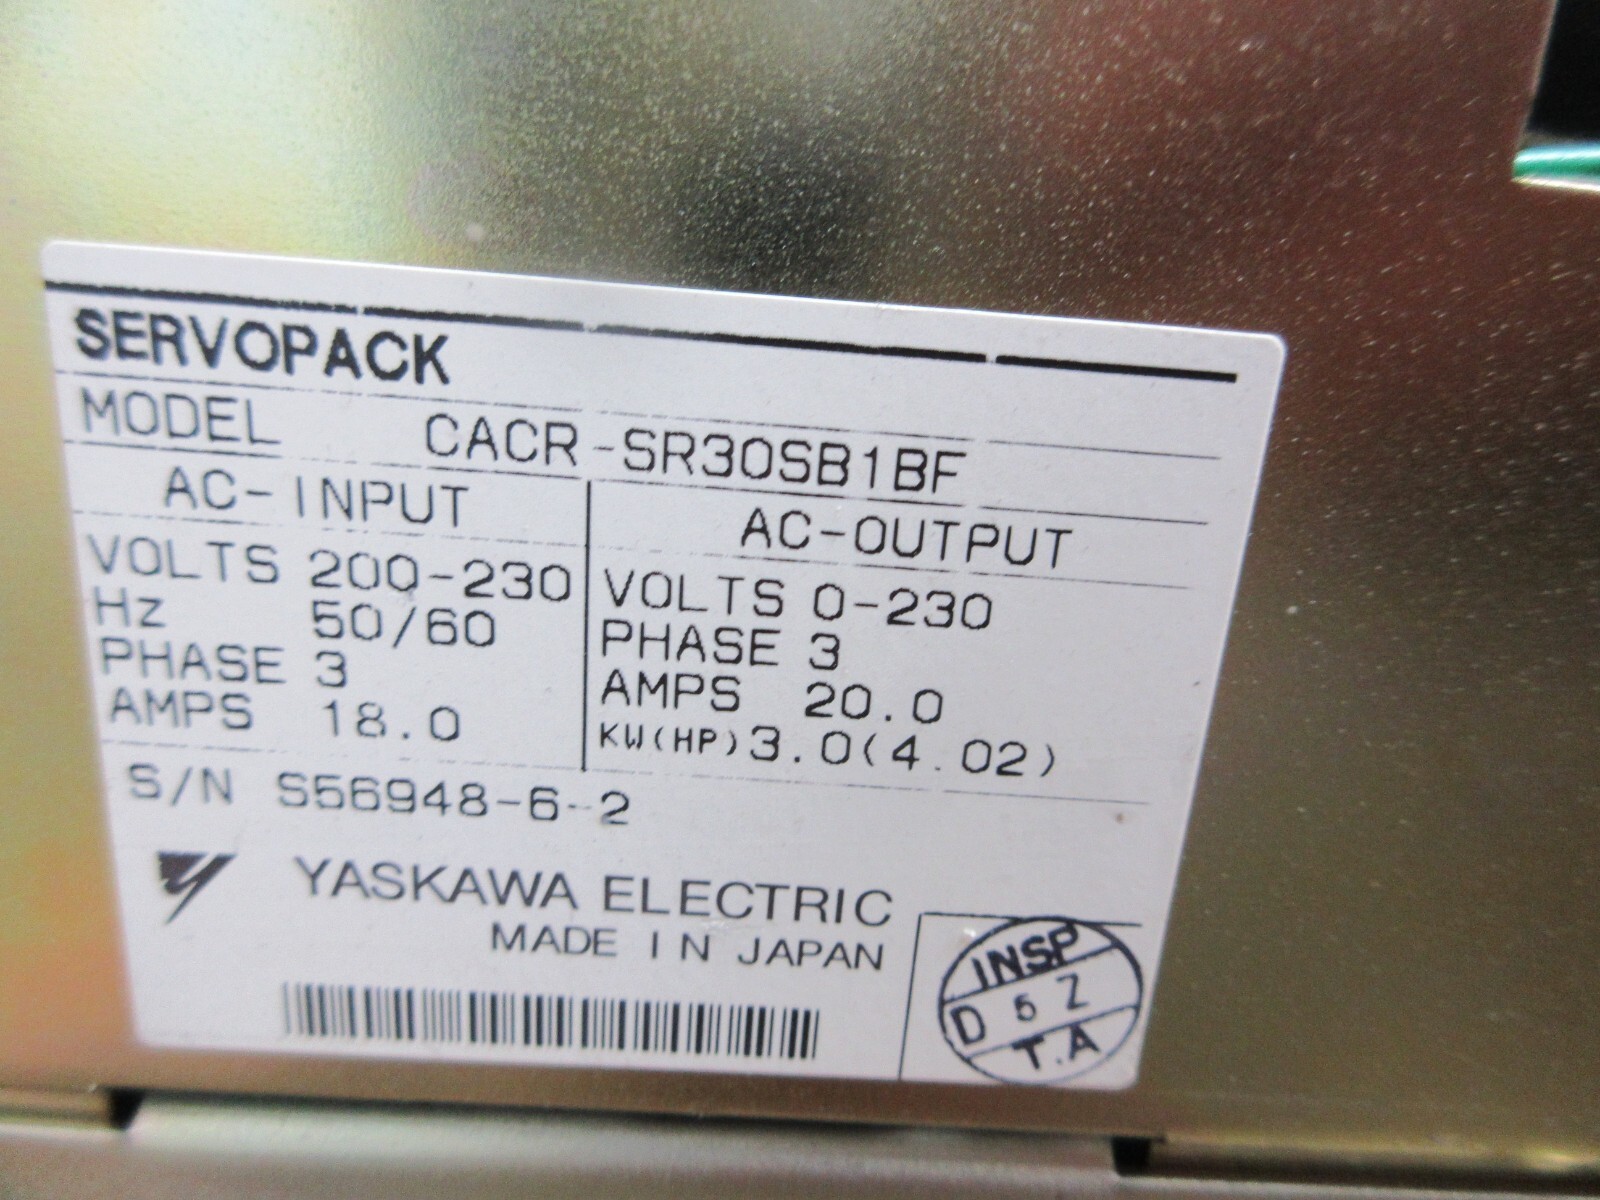 SERVOPACK
MODEL CACR-SR30SB1BF
AC-INPUT AC-OUTPUT
VOLTS 200-230 VOLTS 0-230
Hz 50/60 PHASE 3
PHASE 3 AMPS 20.0
AMPS 18.0 KW(HP) 3.0(4.02)
S/N S56948-6-2
YASKAWA ELECTRIC
MADE IN JAPAN
INSP
D 5 Z
T.A